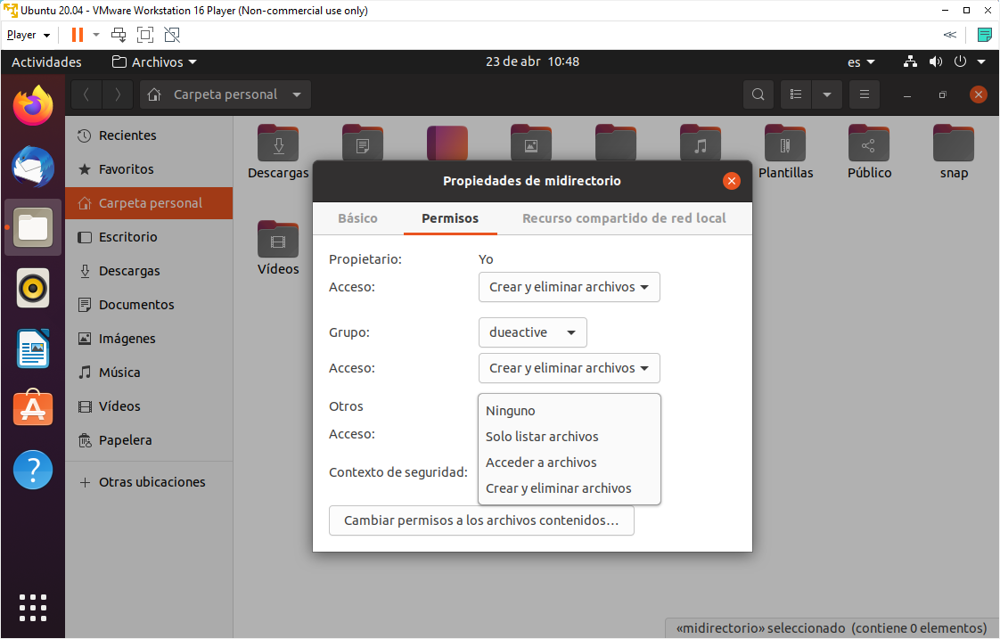 Ubuntu 20.04 - VMware Workstation 16 Player (Non-commercial use only)
Player
Actividades
Archivos
23 de abr 10:48
es
Carpeta personal
Recientes
Favoritos
Carpeta personal
Escritorio
Descargas
Documentos
Imágenes
Música
Vídeos
Papelera
Otras ubicaciones
Descargas
Plantillas
Público
snap
Vídeos
Propiedades de midirectorio
Básico
Permisos
Recurso compartido de red local
Propietario:
Yo
Acceso:
Crear y eliminar archivos
Grupo:
dueactive
Acceso:
Crear y eliminar archivos
Otros
Acceso:
Ninguno
Solo listar archivos
Acceder a archivos
Crear y eliminar archivos
Contexto de seguridad:
Cambiar permisos a los archivos contenidos...
«midirectorio» seleccionado (contiene 0 elementos)